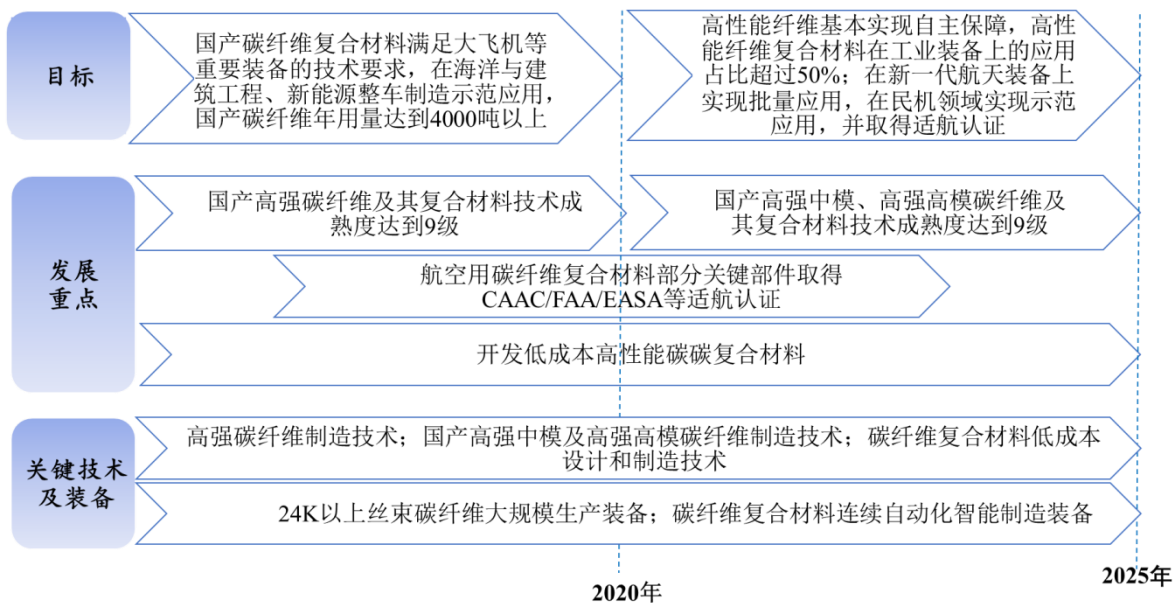 目标
国产碳纤维复合材料满足大飞机等
重要装备的技术要求，在海洋与建
筑工程、新能源整车制造示范应用，
国产碳纤维年用量达到4000吨以上
高性能纤维基本实现自主保障，高性
能纤维复合材料在工业装备上的应用
占比超过50%；在新一代航天装备上
实现批量应用，在民机领域实现示范
应用，并取得适航认证
发展
重点
国产高强碳纤维及其复合材料技术成
熟度达到9级
国产高强中模、高强高模碳纤维及
其复合材料技术成熟度达到9级
航空用碳纤维复合材料部分关键部件取得
CAAC/FAA/EASA等适航认证
开发低成本高性能碳碳复合材料
关键技术
及装备
高强碳纤维制造技术；国产高强中模及高强高模碳纤维制造技术；碳纤维复合材料低成本
设计和制造技术
24K以上丝束碳纤维大规模生产装备；碳纤维复合材料连续自动化智能制造装备
2020年
2025年